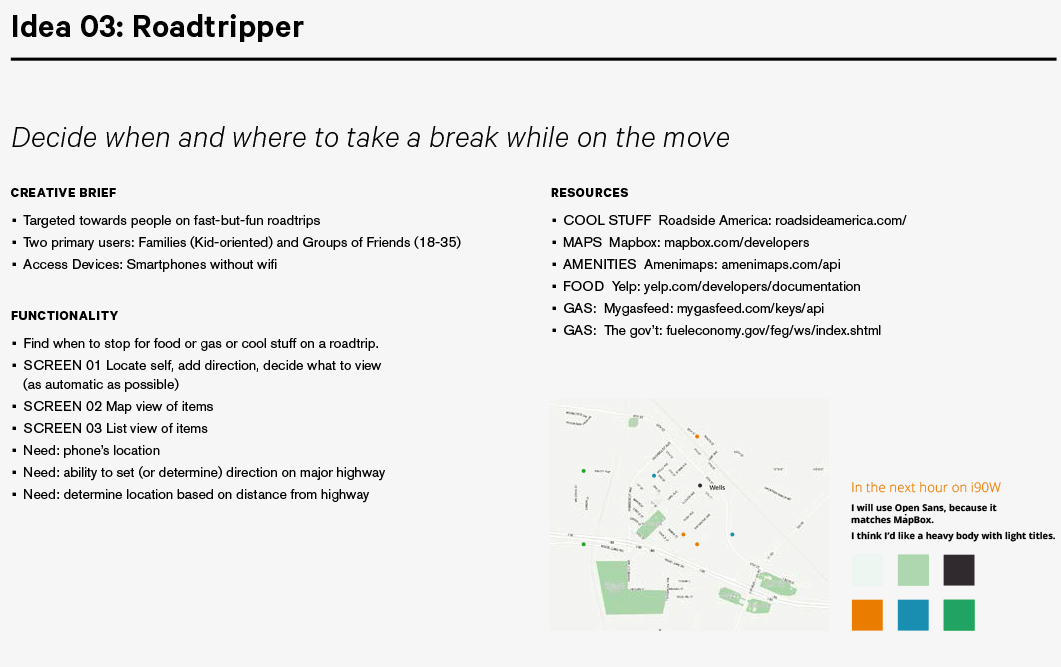 Idea 03: Roadtripper
Decide when and where to take a break while on the move
CREATIVE BRIEF
▪ Targeted towards people on fast-but-fun roadtrips
▪ Two primary users: Families (Kid-oriented) and Groups of Friends (18-35)
▪ Access Devices: Smartphones without wifi
FUNCTIONALITY
▪ Find when to stop for food or gas or cool stuff on a roadtrip.
▪ SCREEN 01 Locate self, add direction, decide what to view
(as automatic as possible)
▪ SCREEN 02 Map view of items
▪ SCREEN 03 List view of items
▪ Need: phone's location
▪ Need: ability to set (or determine) direction on major highway
▪ Need: determine location based on distance from highway
RESOURCES
▪ COOL STUFF  Roadside America: roadsideamerica.com/
▪ MAPS  Mapbox: mapbox.com/developers
▪ AMENITIES  Amenimaps: amenimaps.com/api
▪ FOOD  Yelp: yelp.com/developers/documentation
▪ GAS:  Mygasfeed: mygasfeed.com/keys/api
▪ GAS:  The gov't: fueleconomy.gov/feg/ws/index.shtml
Wells
In the next hour on i90W
I will use Open Sans, because it
matches MapBox.
I think I'd like a heavy body with light titles.